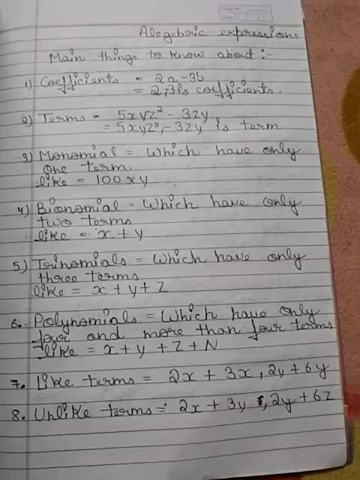 Alegebric expressions
Main things to know about :-
1) Coefficients = 2a-3b
= 2,3 is coefficients.
2) Terms = 5xyz² - 3zy
= 5xyz², -3zy is term
3) Monomial = Which have only
one term
like = 100xy
4) Bionomial = Which have only
two terms
like = x+y
5) Trinomials = Which have only
three terms
like = x+y+z
6. Polynomials = Which have only
four and more than four terms
like = x+y+z+N
7. Like terms = 2x + 3x, 2y + 6y
8. Unlike terms = 2x + 3y, 2y + 6z